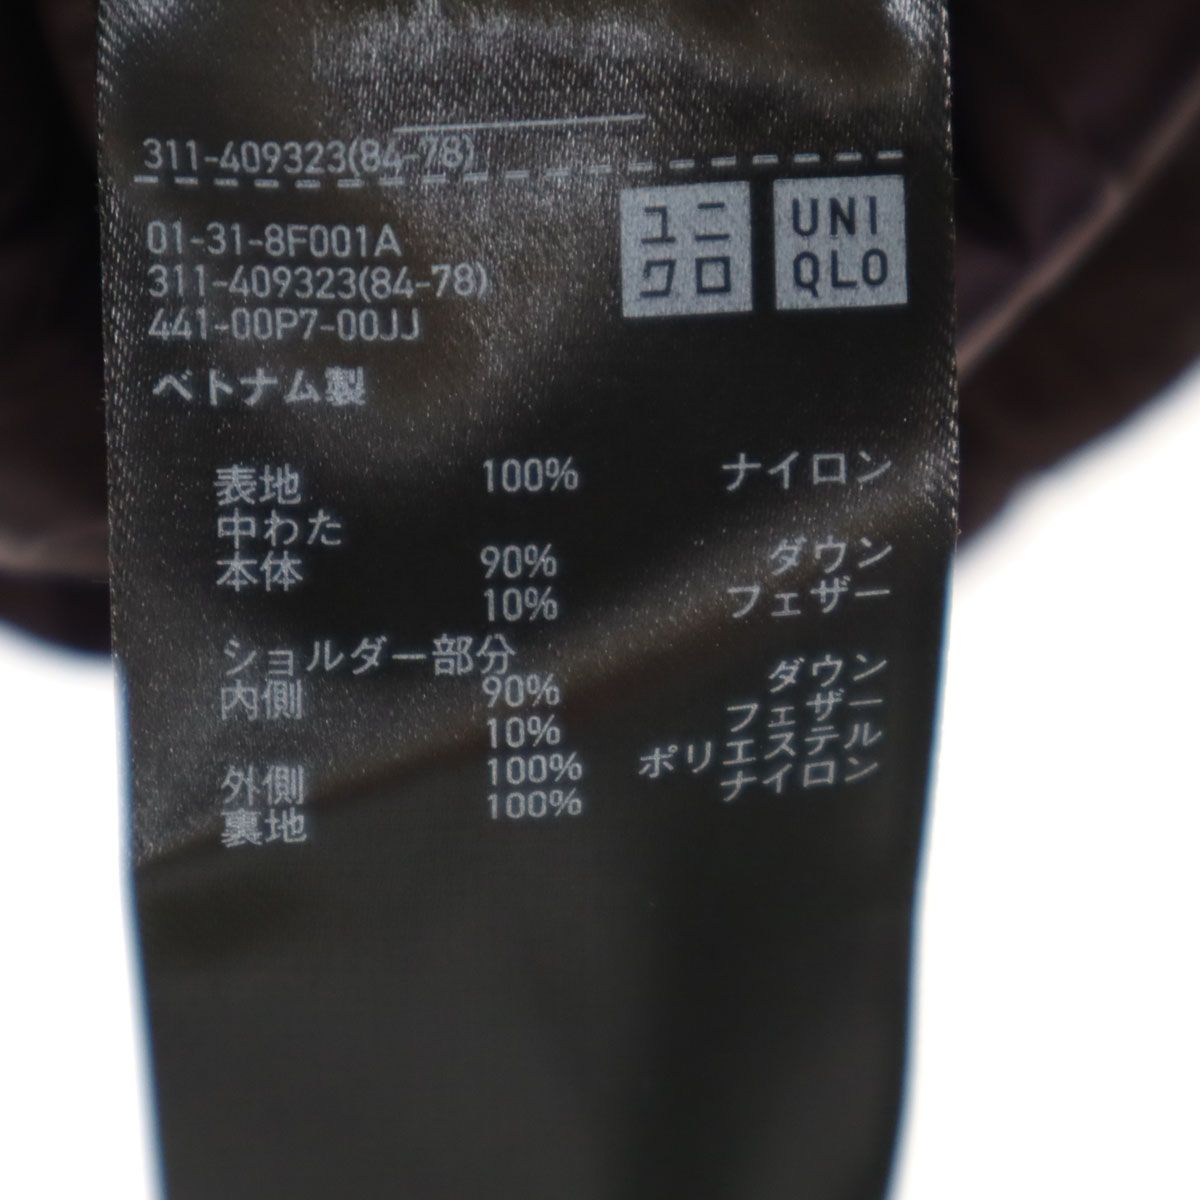 311-409323(84-78)
ユニ
クロ
UNI
QLO
01-31-8F001A
311-409323(84-78)
441-00P7-00JJ
ベトナム製
表地 100% ナイロン
中わた
本体 90% ダウン
10% フェザー
ショルダー部分
内側 90% ダウン
10% フェザー
外側 100% ポリエステル
裏地 100% ナイロン